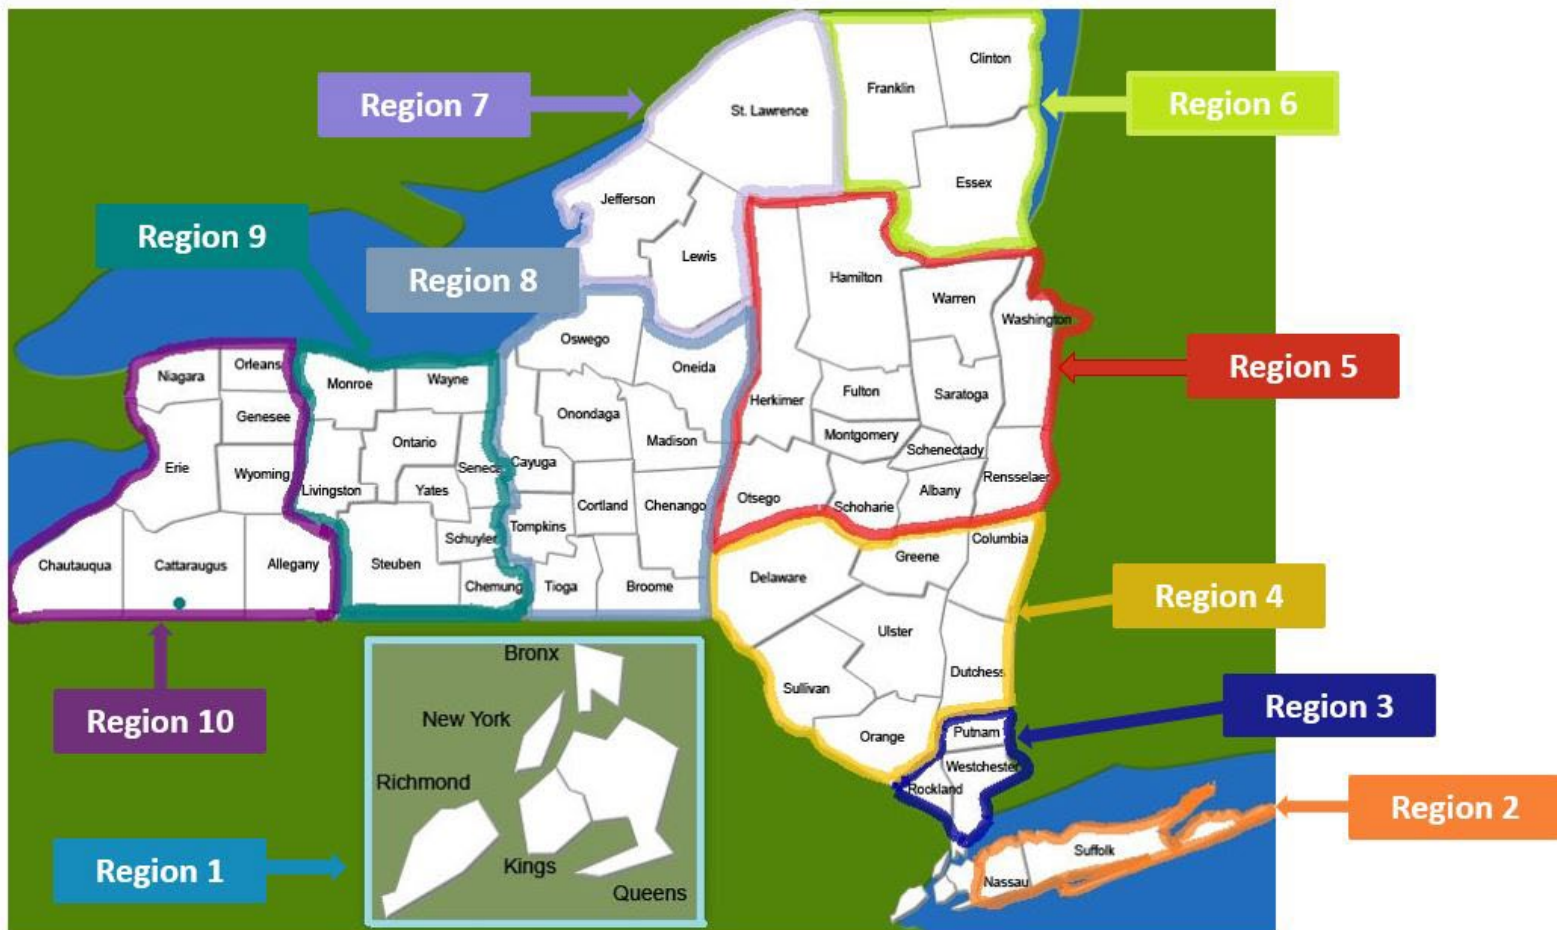 Clinton
Franklin
Region 7
Region 6
St. Lawrence
Essex
Jefferson
Region 9
Lewis
Region 8
Hamilton
Warren
Washington
Oswego
Oneida
Region 5
Orleans
Niagara
Monroe
Wayne
Fulton
Saratoga
Herkimer
Genesee
Onondaga
Montgomery
Ontario
Madison
Schenectady
Cayuga
Erie
Wyoming
Seneca
Rensselaer
Livingston
Yates
Albany
Otsego
Cortland
Chenango
Schoharie
Tompkins
Schuyler
Columbia
Greene
Chautauqua
Cattaraugus
Allegany
Steuben
Delaware
Chemung
Tioga
Broome
Region 4
Ulster
Bronx
Dutchess
Sullivan
Region 3
New York
Region 10
Putnam
Orange
Westchester
Richmond
Rockland
Region 2
Suffolk
Kings
Region 1
Nassau
Queens